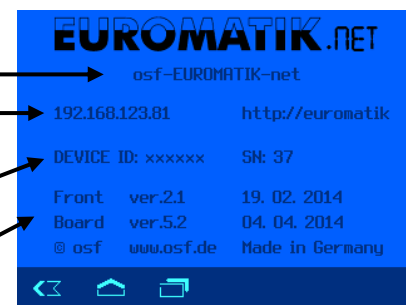 EUROMATIK.NET
osf-EUROMATIK-net
192.168.123.81 http://euromatik
DEVICE ID: xxxxxx SN: 37
Front ver.2.1 19. 02. 2014
Board ver.5.2 04. 04. 2014
© osf www.osf.de Made in Germany